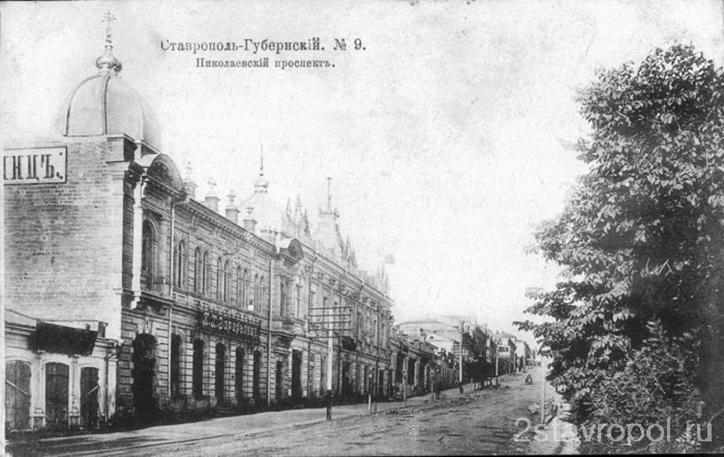 Ставрополь-Губернскій. № 9.
Николаевскій проспектъ.
НИЦЪ.
2stavropol.ru